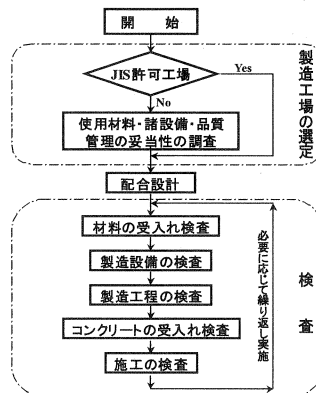 開　始
JIS許可工場
Yes
No
使用材料・諸設備・品質
管理の妥当性の調査
製造工場の選定
配合設計
材料の受入れ検査
製造設備の検査
製造工程の検査
コンクリートの受入れ検査
施工の検査
必要に応じて繰り返し実施
検　査